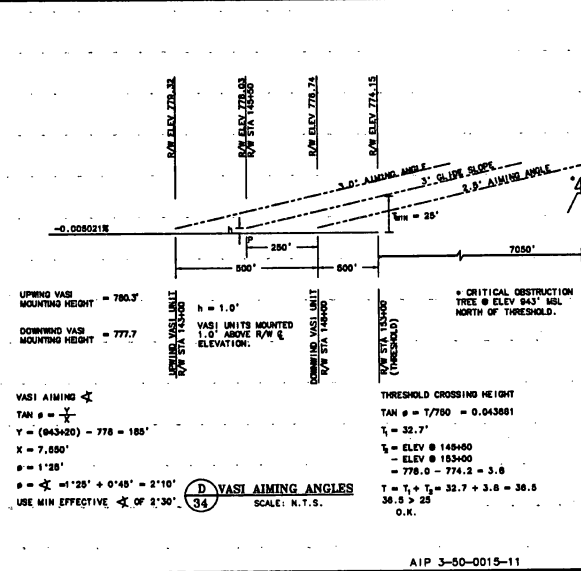 R/W ELEV 779.32
R/W ELEV 778.03
R/W STA 145+50
R/W ELEV 776.74
R/W ELEV 774.15
3.0° AIMING ANGLE
3° GLIDE SLOPE
2.5° AIMING ANGLE
TMIN = 25'
-0.005021%
h
P
250'
500'
500'
7050'
UPWIND VASI
MOUNTING HEIGHT = 780.3'
DOWNWIND VASI
MOUNTING HEIGHT = 777.7
UPWIND VASI UNIT
R/W STA 143+00
h = 1.0'
VASI UNITS MOUNTED
1.0' ABOVE R/W ℄
ELEVATION.
DOWNWIND VASI UNIT
R/W STA 148+00
R/W STA 153+00
(THRESHOLD)
* CRITICAL OBSTRUCTION
TREE @ ELEV 943' MSL
NORTH OF THRESHOLD.
VASI AIMING ∢
TAN ø = Y/X
Y = (943+20) - 778 = 185'
X = 7,550'
ø = 1°25'
ø = ∢ =1°25' + 0°45' = 2°10'
USE MIN EFFECTIVE ∢ OF 2°30'
THRESHOLD CROSSING HEIGHT
TAN ø = T/750 = 0.043681
T1 = 32.7'
T2 = ELEV @ 145+50
- ELEV @ 153+00
= 778.0 - 774.2 = 3.8
T = T1 + T2 = 32.7 + 3.8 = 36.5
36.5 > 25
O.K.
D
34
VASI AIMING ANGLES
SCALE: N.T.S.
AIP 3-50-0015-11